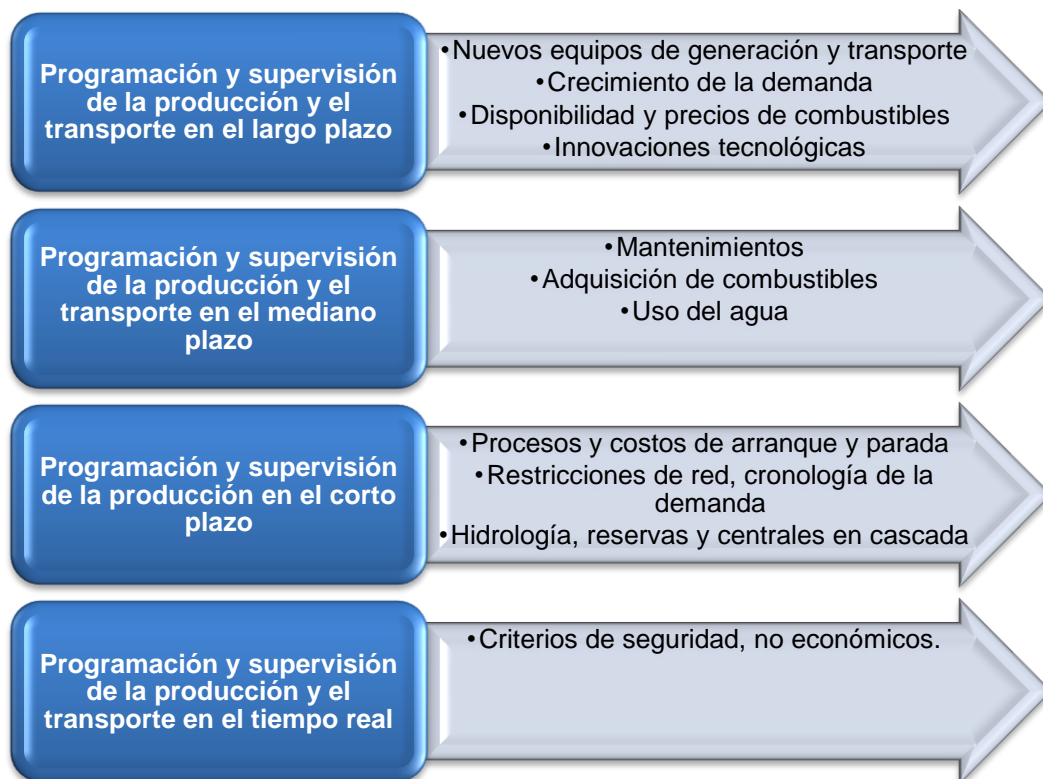 Programación y supervisión
de la producción y el
transporte en el largo plazo
•Nuevos equipos de generación y transporte
•Crecimiento de la demanda
•Disponibilidad y precios de combustibles
•Innovaciones tecnológicas
Programación y supervisión
de la producción y el
transporte en el mediano
plazo
•Mantenimientos
•Adquisición de combustibles
•Uso del agua
Programación y supervisión
de la producción en el corto
plazo
•Procesos y costos de arranque y parada
•Restricciones de red, cronología de la
demanda
•Hidrología, reservas y centrales en cascada
Programación y supervisión
de la producción y el
transporte en el tiempo real
•Criterios de seguridad, no económicos.